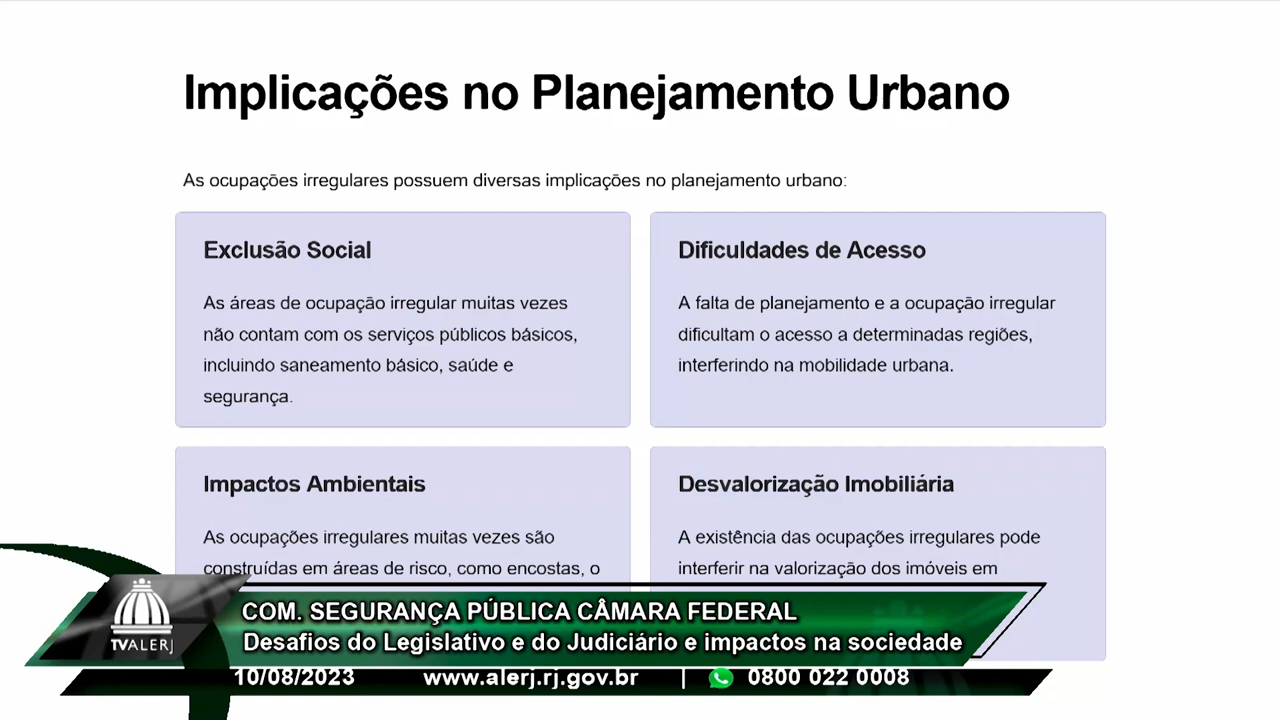 Implicações no Planejamento Urbano
As ocupações irregulares possuem diversas implicações no planejamento urbano:
Exclusão Social
As áreas de ocupação irregular muitas vezes
não contam com os serviços públicos básicos,
incluindo saneamento básico, saúde e
segurança.
Dificuldades de Acesso
A falta de planejamento e a ocupação irregular
dificultam o acesso a determinadas regiões,
interferindo na mobilidade urbana.
Impactos Ambientais
As ocupações irregulares muitas vezes são
construídas em áreas de risco, como encostas, o
Desvalorização Imobiliária
A existência das ocupações irregulares pode
interferir na valorização dos imóveis em
TVALERJ
COM. SEGURANÇA PÚBLICA CÂMARA FEDERAL
Desafios do Legislativo e do Judiciário e impactos na sociedade
10/08/2023 www.alerj.rj.gov.br | 0800 022 0008